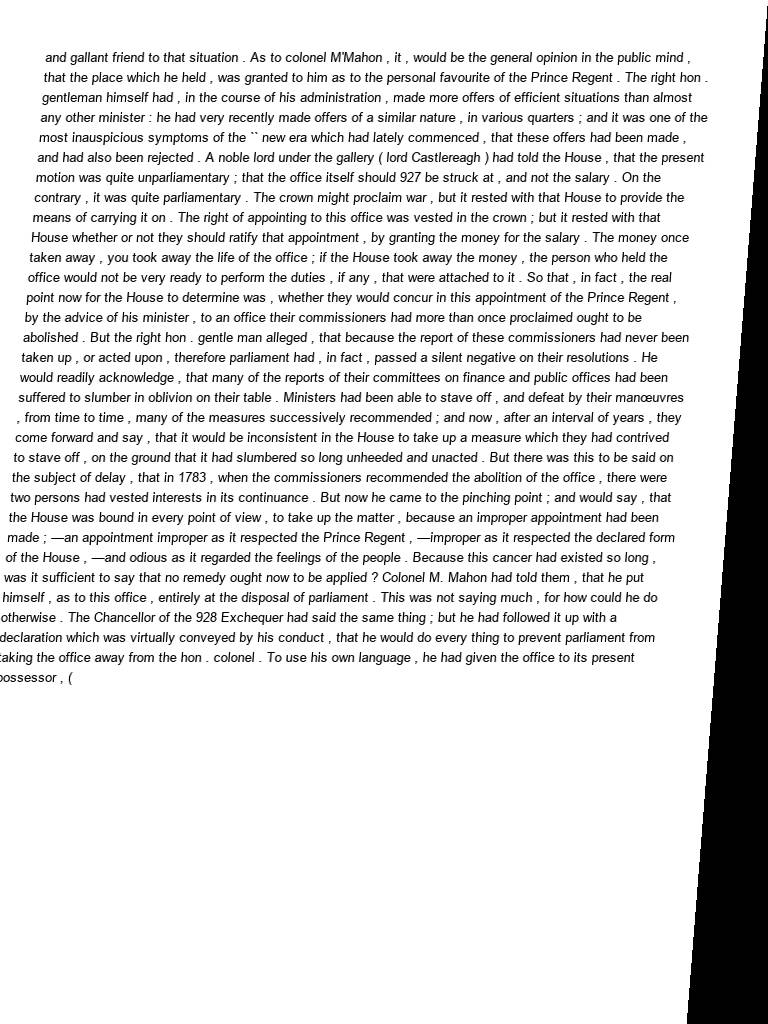 and gallant friend to that situation . As to colonel M'Mahon , it , would be the general opinion in the public mind ,
that the place which he held , was granted to him as to the personal favourite of the Prince Regent . The right hon .
gentleman himself had , in the course of his administration , made more offers of efficient situations than almost
any other minister : he had very recently made offers of a similar nature , in various quarters ; and it was one of the
most inauspicious symptoms of the `` new era which had lately commenced , that these offers had been made ,
and had also been rejected . A noble lord under the gallery ( lord Castlereagh ) had told the House , that the present
motion was quite unparliamentary ; that the office itself should 927 be struck at , and not the salary . On the
contrary , it was quite parliamentary . The crown might proclaim war , but it rested with that House to provide the
means of carrying it on . The right of appointing to this office was vested in the crown ; but it rested with that
House whether or not they should ratify that appointment , by granting the money for the salary . The money once
taken away , you took away the life of the office ; if the House took away the money , the person who held the
office would not be very ready to perform the duties , if any , that were attached to it . So that , in fact , the real
point now for the House to determine was , whether they would concur in this appointment of the Prince Regent ,
by the advice of his minister , to an office their commissioners had more than once proclaimed ought to be
abolished . But the right hon . gentle man alleged , that because the report of these commissioners had never been
taken up , or acted upon , therefore parliament had , in fact , passed a silent negative on their resolutions . He
would readily acknowledge , that many of the reports of their committees on finance and public offices had been
suffered to slumber in oblivion on their table . Ministers had been able to stave off , and defeat by their manœuvres
, from time to time , many of the measures successively recommended ; and now , after an interval of years , they
come forward and say , that it would be inconsistent in the House to take up a measure which they had contrived
to stave off , on the ground that it had slumbered so long unheeded and unacted . But there was this to be said on
the subject of delay , that in 1783 , when the commissioners recommended the abolition of the office , there were
two persons had vested interests in its continuance . But now he came to the pinching point ; and would say , that
the House was bound in every point of view , to take up the matter , because an improper appointment had been
made ; —an appointment improper as it respected the Prince Regent , —improper as it respected the declared form
of the House , —and odious as it regarded the feelings of the people . Because this cancer had existed so long ,
was it sufficient to say that no remedy ought now to be applied ? Colonel M. Mahon had told them , that he put
himself , as to this office , entirely at the disposal of parliament . This was not saying much , for how could he do
otherwise . The Chancellor of the 928 Exchequer had said the same thing ; but he had followed it up with a
declaration which was virtually conveyed by his conduct , that he would do every thing to prevent parliament from
taking the office away from the hon . colonel . To use his own language , he had given the office to its present
possessor , (